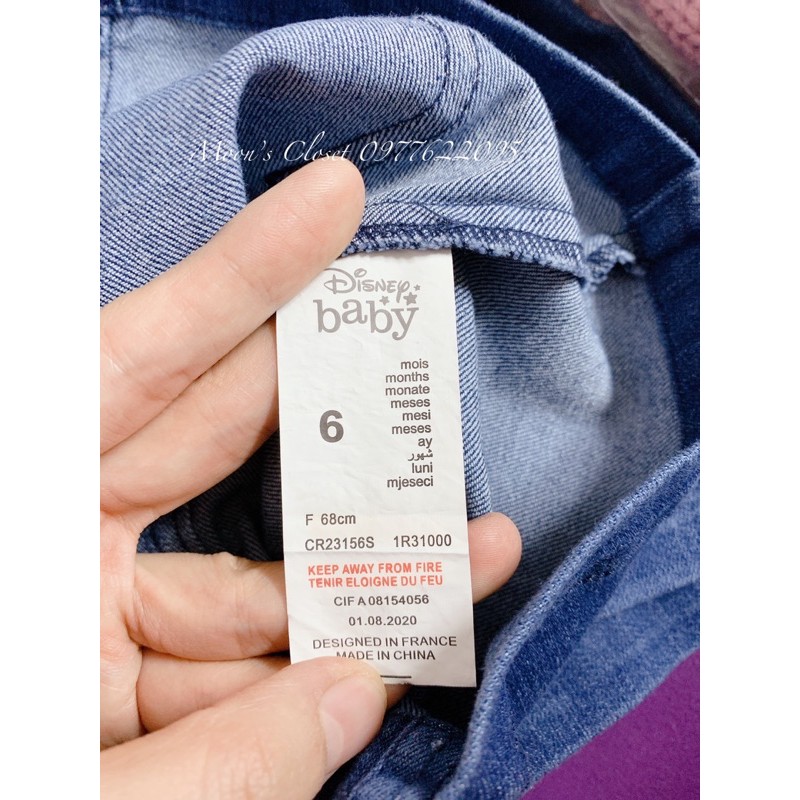 Moon's Closet 0977622095
Disney
baby
6
mois
months
monate
meses
mesi
meses
ay
شهور
luni
mjeseci
F 68cm
CR23156S 1R31000
KEEP AWAY FROM FIRE
TENIR ELOIGNE DU FEU
CIF A 08154056
01.08.2020
DESIGNED IN FRANCE
MADE IN CHINA